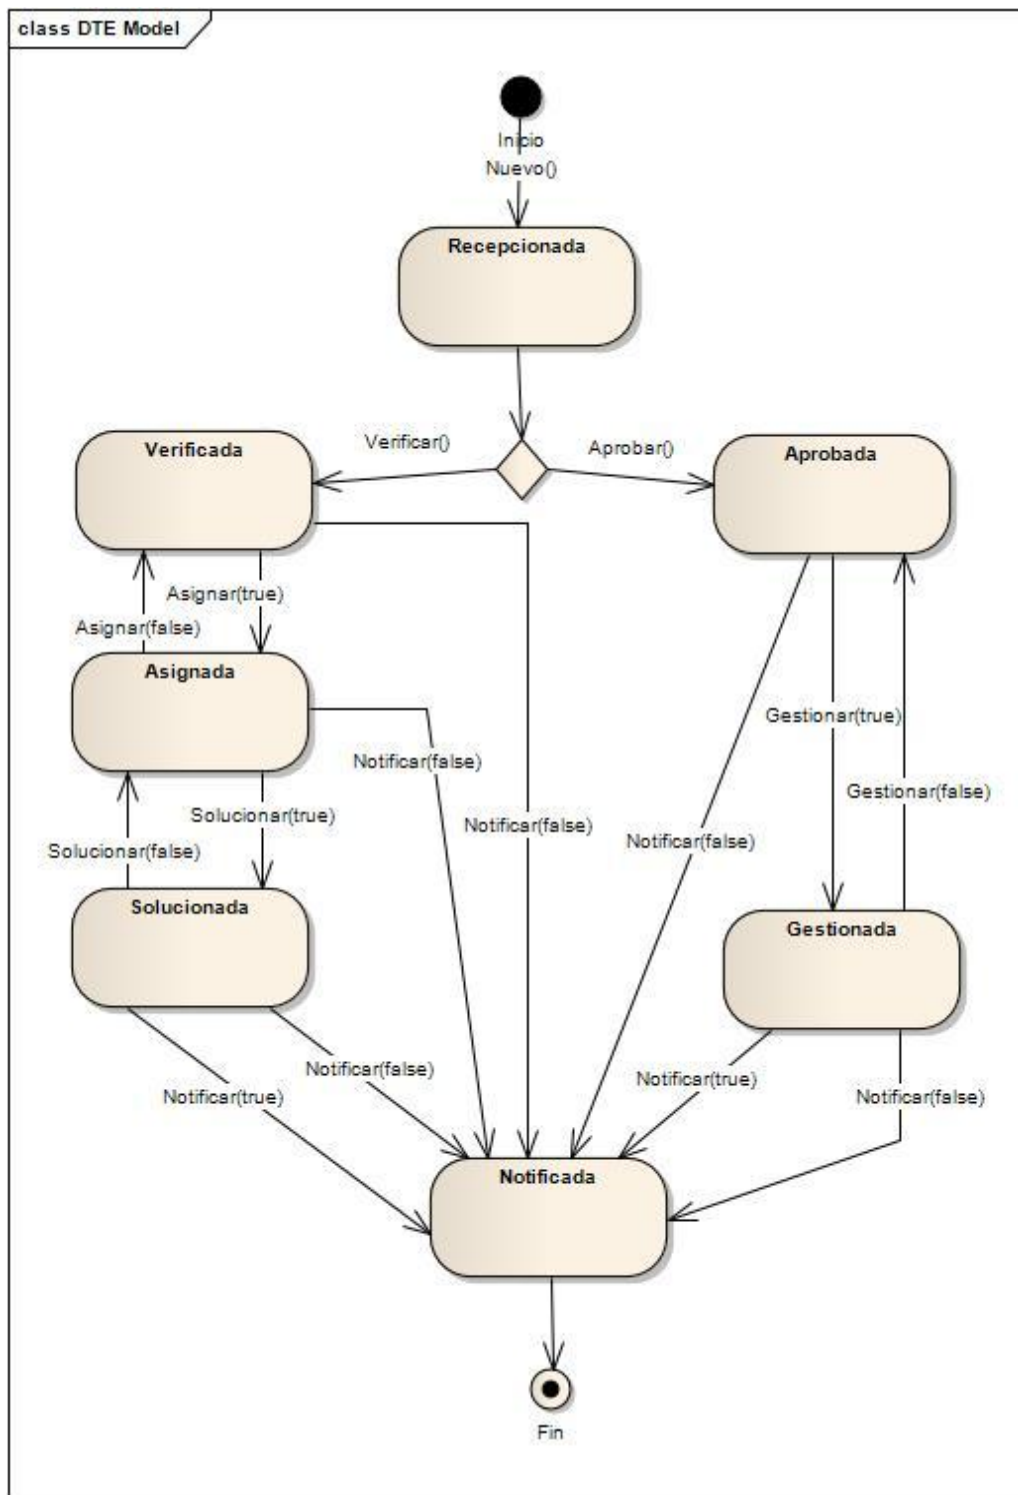 class DTE Model
Inicio
Nuevo()
Recepcionada
Verificar()
Aprobar()
Verificada
Aprobada
Asignar(true)
Asignar(false)
Asignada
Gestionar(true)
Notificar(false)
Gestionar(false)
Solucionar(true)
Notificar(false)
Notificar(false)
Solucionar(false)
Solucionada
Gestionada
Notificar(false)
Notificar(true)
Notificar(true)
Notificar(false)
Notificada
Fin